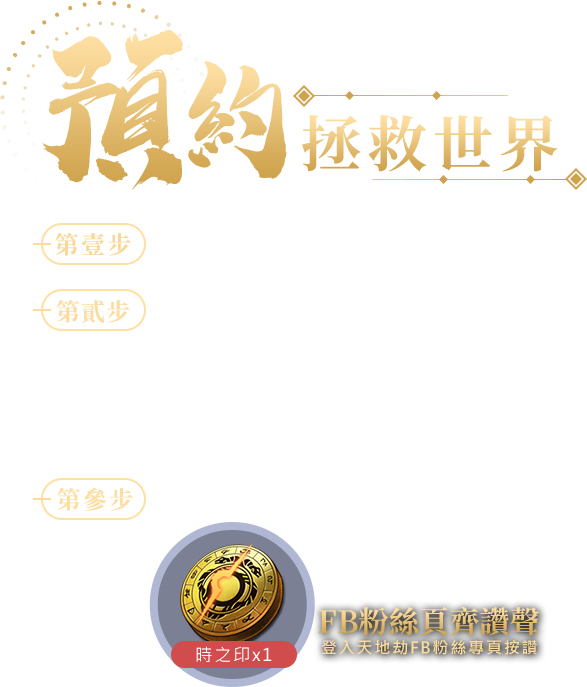 預約
拯救世界
第壹步
第貳步
第參步
時之印x1
FB粉絲頁齊讚聲
登入天地劫FB粉絲專頁按讚